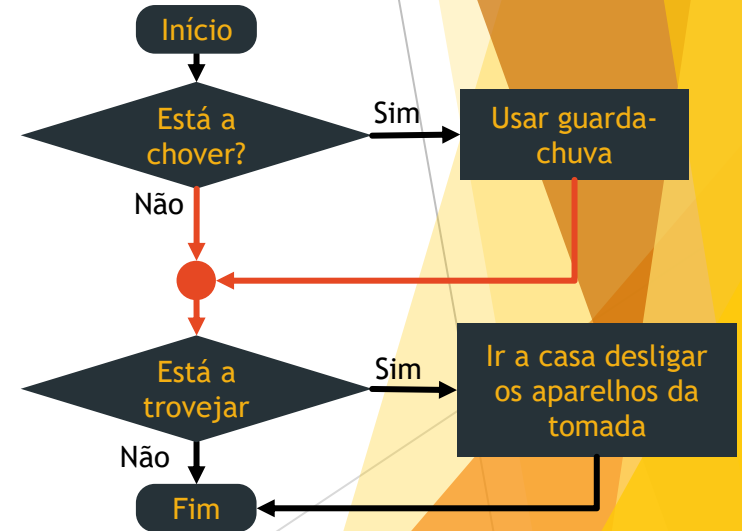 Início
Está a
chover?
Sim
Usar guarda-
chuva
Não
Está a
trovejar
Sim
Ir a casa desligar
os aparelhos da
tomada
Não
Fim